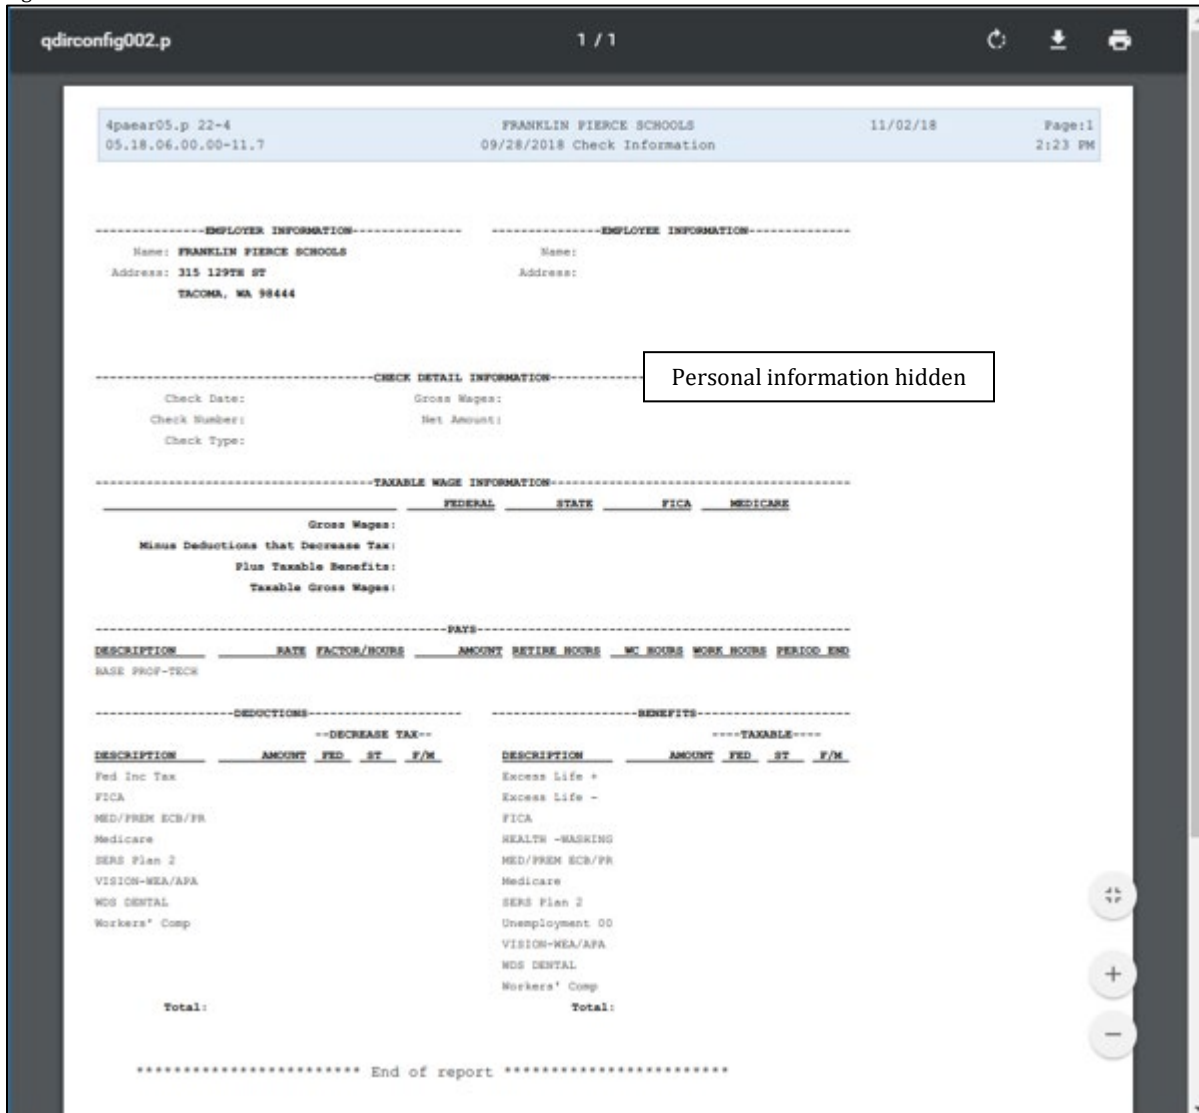 qdirconfig002.p 1 / 1
4paear05.p 22-4 FRANKLIN PIERCE SCHOOLS 11/02/18 Page:1
05.18.06.00.00-11.7 09/28/2018 Check Information 2:23 PM
---------------EMPLOYER INFORMATION--------------- ---------------EMPLOYEE INFORMATION--------------
Name: FRANKLIN PIERCE SCHOOLS Name:
Address: 315 129TH ST Address:
TACOMA, WA 98444
Personal information hidden
--------------------------------------CHECK DETAIL INFORMATION----------
Check Date: Gross Wages:
Check Number: Net Amount:
Check Type:
--------------------------------------TAXABLE WAGE INFORMATION-----------------------------------------
FEDERAL STATE FICA MEDICARE
Gross Wages:
Minus Deductions that Decrease Tax:
Plus Taxable Benefits:
Taxable Gross Wages:
------------------------------------------------PAYS---------------------------------------------------
DESCRIPTION RATE FACTOR/HOURS AMOUNT RETIRE HOURS WC HOURS WORK HOURS PERIOD END
BASE PROF-TECH
-------------------DEDUCTIONS--------------------- --------------------BENEFITS---------------------
--DECREASE TAX-- ----TAXABLE----
DESCRIPTION AMOUNT FED ST F/M DESCRIPTION AMOUNT FED ST F/M
Fed Inc Tax Excess Life +
FICA Excess Life -
MED/PREM ECB/PR FICA
Medicare HEALTH -WASHING
SERS Plan 2 MED/PREM ECB/PR
VISION-WEA/APA Medicare
WDS DENTAL SERS Plan 2
Workers' Comp Unemployment 00
VISION-WEA/APA
WDS DENTAL
Workers' Comp
Total: Total:
************************ End of report ************************